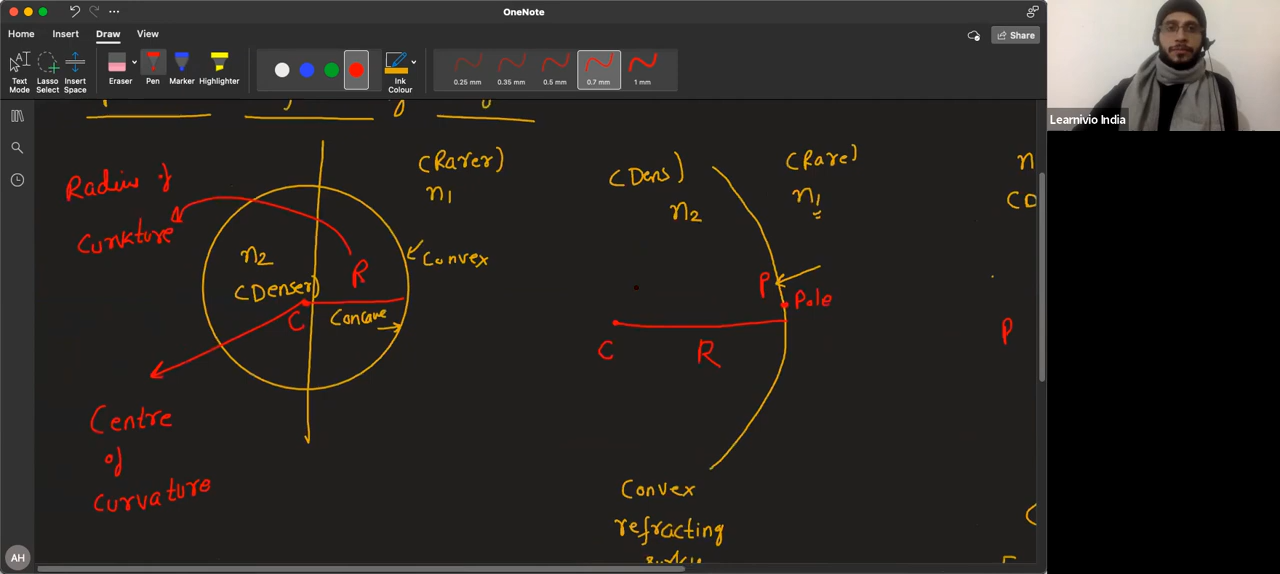 OneNote
Home Insert Draw View
Share
Text Mode
Lasso Select
Insert Space
Eraser
Pen
Marker
Highlighter
Ink Colour
0.25 mm
0.35 mm
0.5 mm
0.7 mm
1 mm
Learnivio India
Radius of
Curvature
(Rarer)
n1
n2
(Denser)
R
C
Concave
Convex
Centre
of
Curvature
(Dens)
n2
(Rare)
n1
P
Pole
C
R
Convex
refracting
n
(D
P
AH